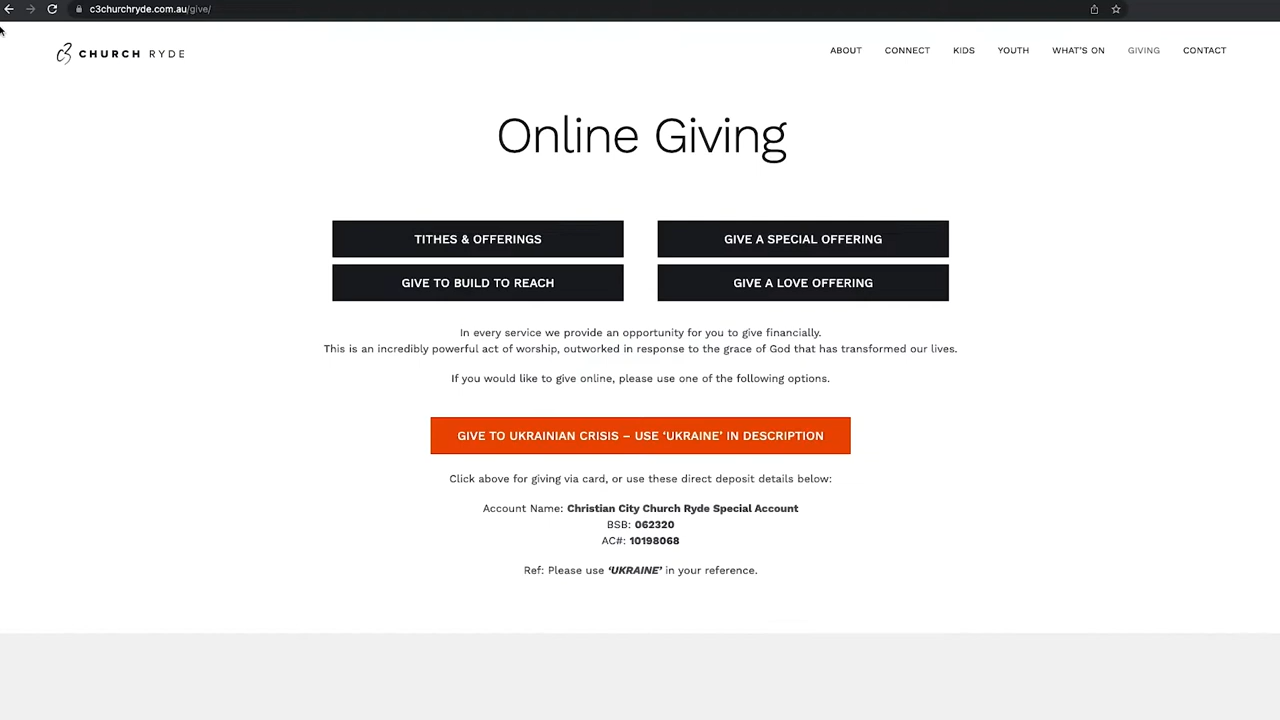 c3churchryde.com.au/give/
C3 CHURCH RYDE
ABOUT CONNECT KIDS YOUTH WHAT'S ON GIVING CONTACT
Online Giving
TITHES & OFFERINGS GIVE A SPECIAL OFFERING
GIVE TO BUILD TO REACH GIVE A LOVE OFFERING
In every service we provide an opportunity for you to give financially.
This is an incredibly powerful act of worship, outworked in response to the grace of God that has transformed our lives.
If you would like to give online, please use one of the following options.
GIVE TO UKRAINIAN CRISIS – USE ‘UKRAINE’ IN DESCRIPTION
Click above for giving via card, or use these direct deposit details below:
Account Name: Christian City Church Ryde Special Account
BSB: 062320
AC#: 10198068
Ref: Please use ‘UKRAINE’ in your reference.